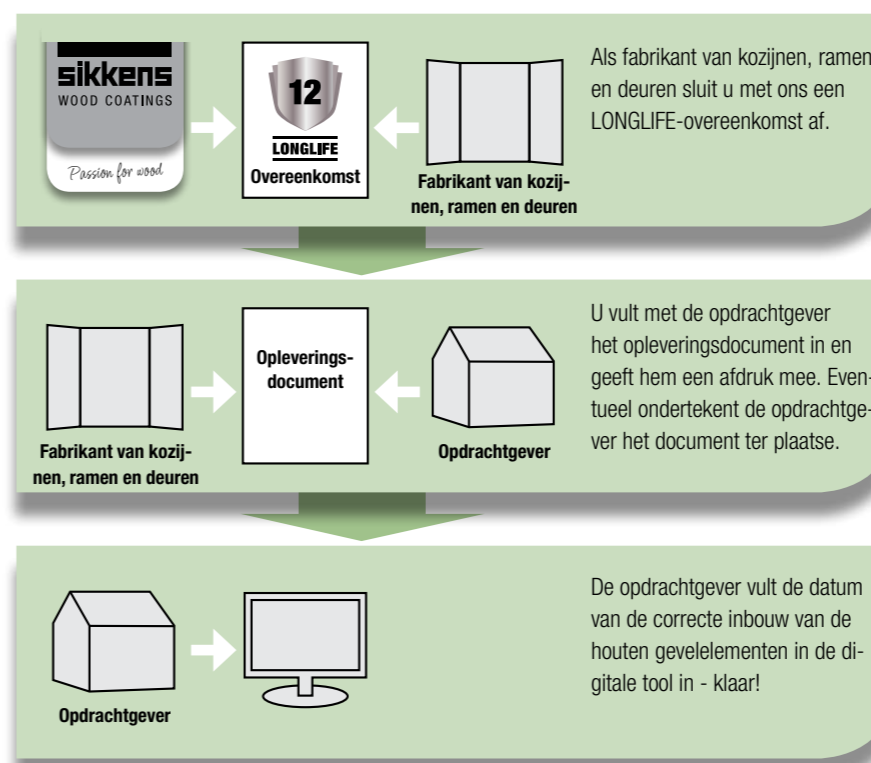 sikkens
WOOD COATINGS
Passion for wood
12
LONGLIFE
Overeenkomst
Fabrikant van kozij-
nen, ramen en deuren
Als fabrikant van kozijnen, ramen
en deuren sluit u met ons een
LONGLIFE-overeenkomst af.
Fabrikant van kozij-
nen, ramen en deuren
Opleverings-
document
Opdrachtgever
U vult met de opdrachtgever
het opleveringsdocument in en
geeft hem een afdruk mee. Even-
tueel ondertekent de opdrachtge-
ver het document ter plaatse.
Opdrachtgever
De opdrachtgever vult de datum
van de correcte inbouw van de
houten gevelelementen in de di-
gitale tool in - klaar!